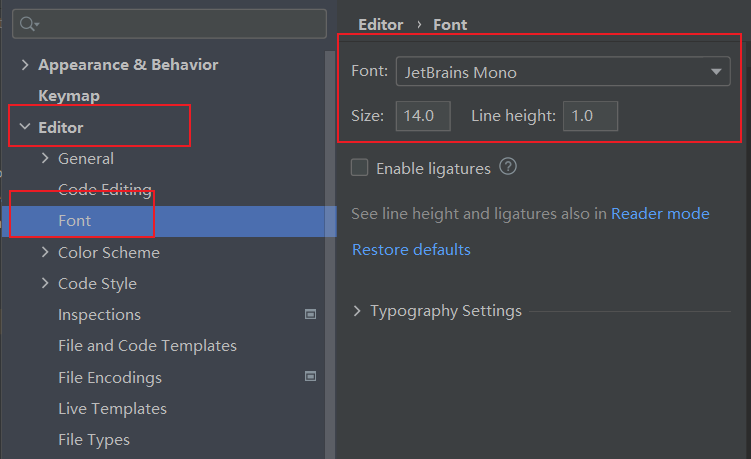 Appearance & Behavior
Keymap
Editor
General
Code Editing
Font
Color Scheme
Code Style
Inspections
File and Code Templates
File Encodings
Live Templates
File Types
Editor › Font
Font: JetBrains Mono
Size: 14.0 Line height: 1.0
Enable ligatures ?
See line height and ligatures also in Reader mode
Restore defaults
Typography Settings